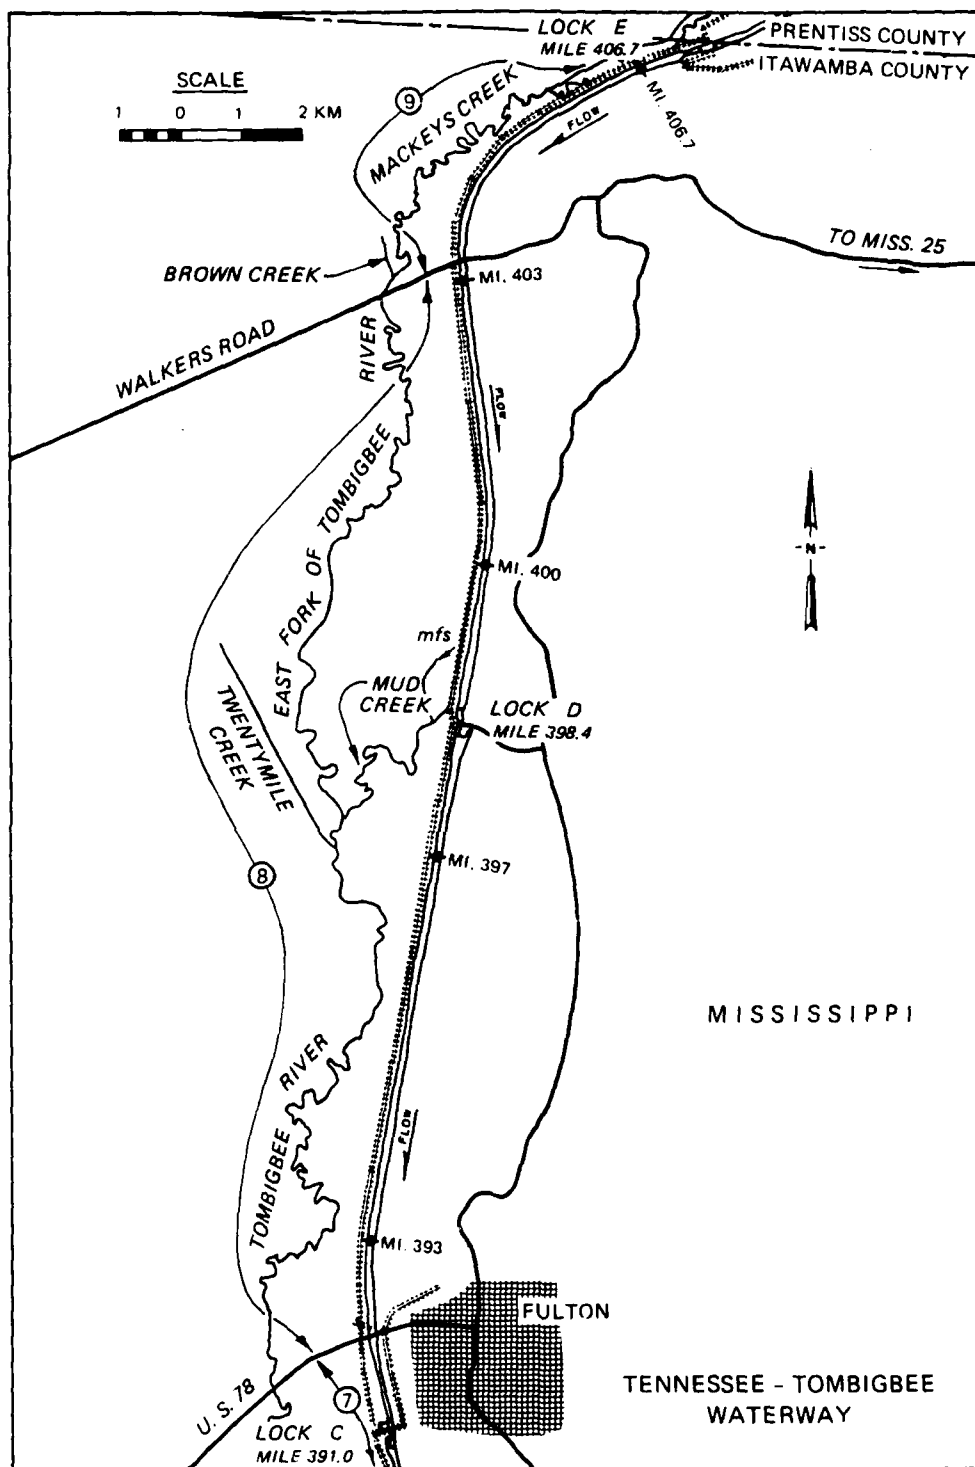 LOCK E
MILE 406.7
PRENTISS COUNTY
ITAWAMBA COUNTY
SCALE
1 0 1 2 KM
9
MACKEYS CREEK
FLOW
MI. 406.7
TO MISS. 25
BROWN CREEK
MI. 403
WALKERS ROAD
RIVER
FLOW
EAST FORK OF TOMBIGBEE
-N-
MI. 400
mfs
MUD
CREEK
LOCK D
MILE 398.4
TWENTYMILE
CREEK
MI. 397
8
MISSISSIPPI
TOMBIGBEE RIVER
FLOW
MI. 393
FULTON
U.S. 78
7
LOCK C
MILE 391.0
TENNESSEE - TOMBIGBEE
WATERWAY